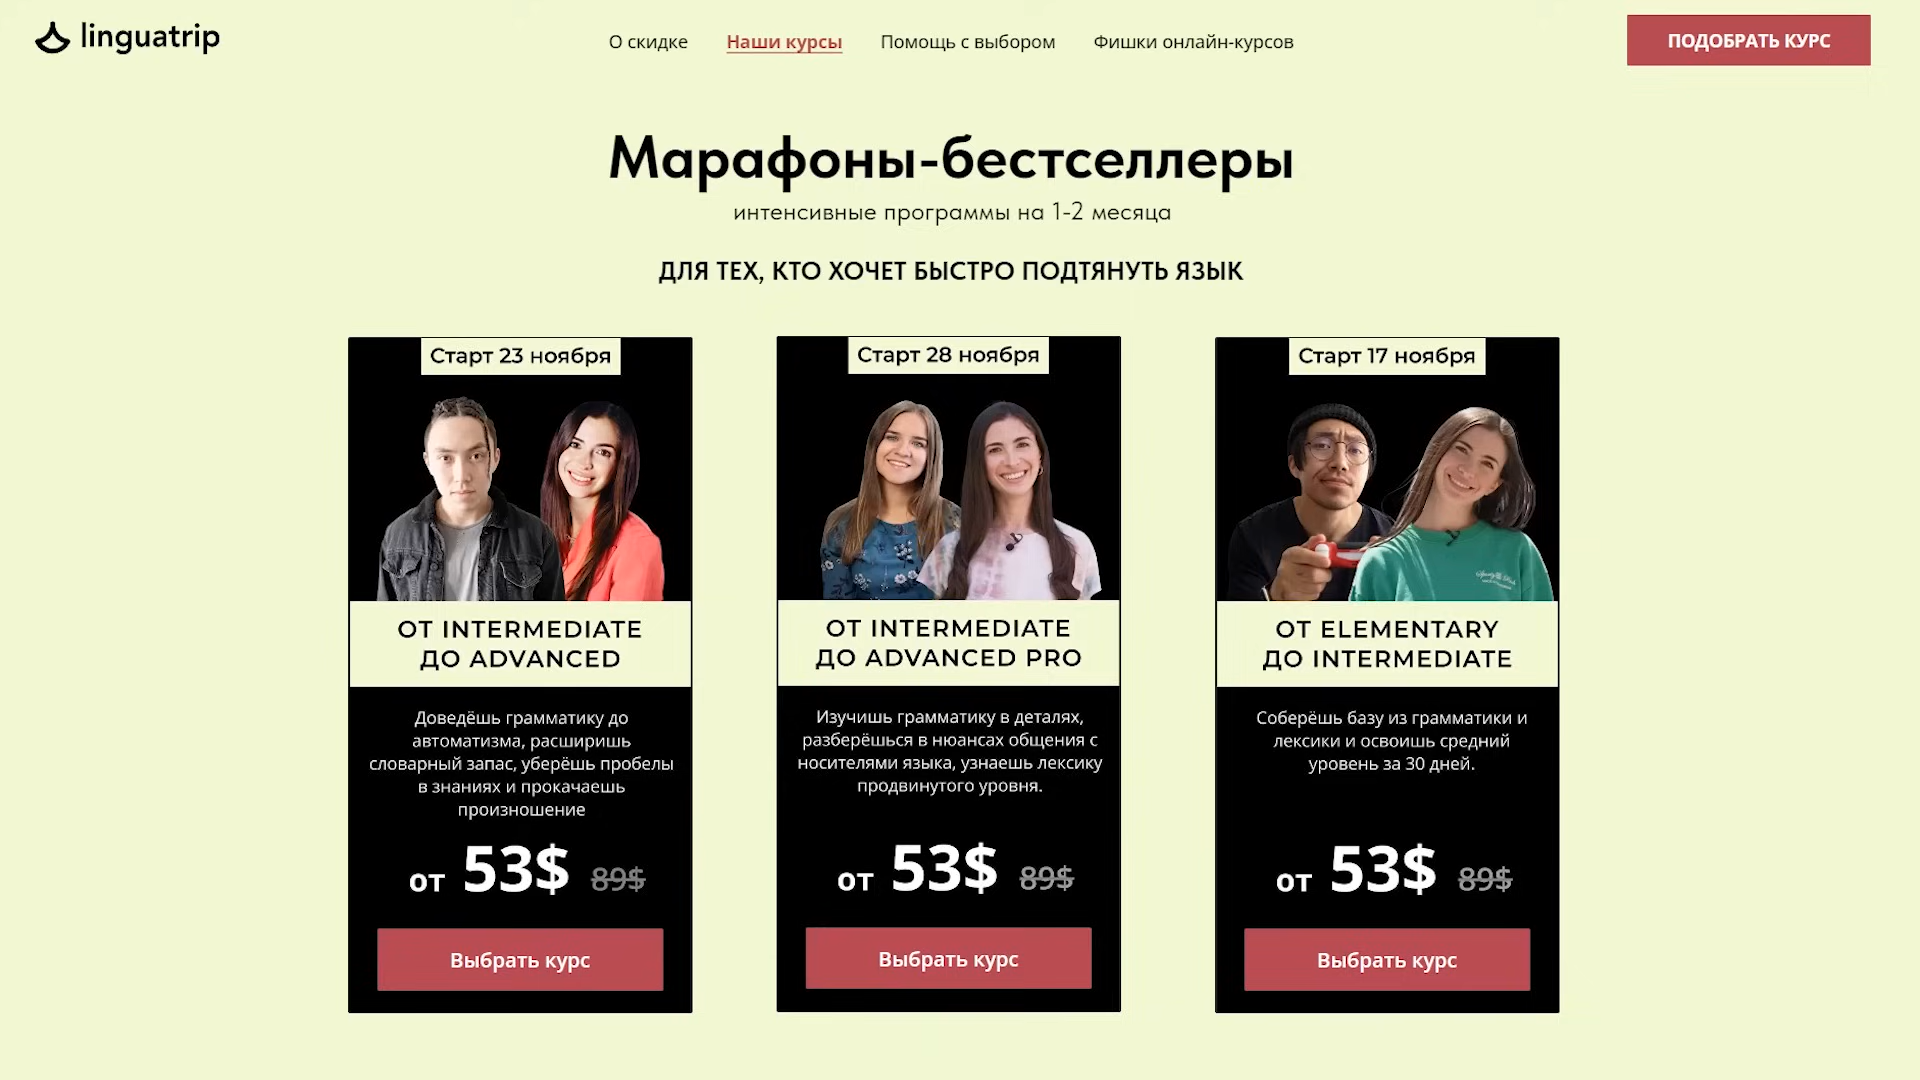 linguatrip
О скидке
Наши курсы
Помощь с выбором
Фишки онлайн-курсов
ПОДОБРАТЬ КУРС
Марафоны-бестселлеры
интенсивные программы на 1-2 месяца
ДЛЯ ТЕХ, КТО ХОЧЕТ БЫСТРО ПОДТЯНУТЬ ЯЗЫК
Старт 23 ноября
ОТ INTERMEDIATE
ДО ADVANCED
Доведёшь грамматику до
автоматизма, расширишь
словарный запас, уберёшь пробелы
в знаниях и прокачаешь
произношение
от 53$ 89$
Выбрать курс
Старт 28 ноября
ОТ INTERMEDIATE
ДО ADVANCED PRO
Изучишь грамматику в деталях,
разберёшься в нюансах общения с
носителями языка, узнаешь лексику
продвинутого уровня.
от 53$ 89$
Выбрать курс
Старт 17 ноября
ОТ ELEMENTARY
ДО INTERMEDIATE
Соберёшь базу из грамматики и
лексики и освоишь средний
уровень за 30 дней.
от 53$ 89$
Выбрать курс